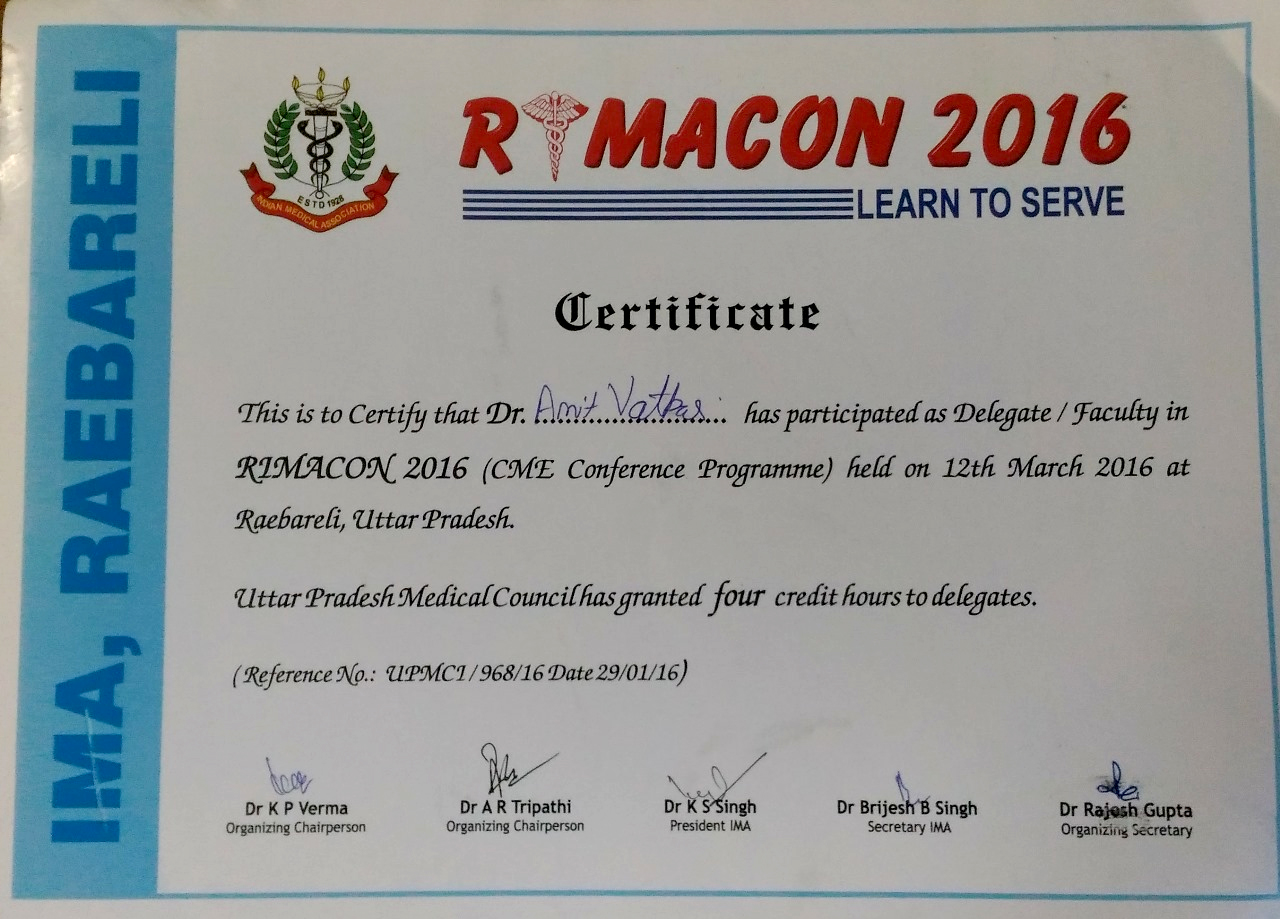 IMA, RAEBARELI
ESTD 1928
INDIAN MEDICAL ASSOCIATION
RIMACON 2016
LEARN TO SERVE
Certificate
This is to Certify that Dr. Amit Vatkar has participated as Delegate / Faculty in
RIMACON 2016 (CME Conference Programme) held on 12th March 2016 at
Raebareli, Uttar Pradesh.
Uttar Pradesh Medical Council has granted four credit hours to delegates.
(Reference No.: UPMCI / 968/16 Date 29/01/16)
Dr K P Verma Dr A R Tripathi Dr K S Singh Dr Brijesh B Singh Dr Rajesh Gupta
Organizing Chairperson Organizing Chairperson President IMA Secretary IMA Organizing Secretary